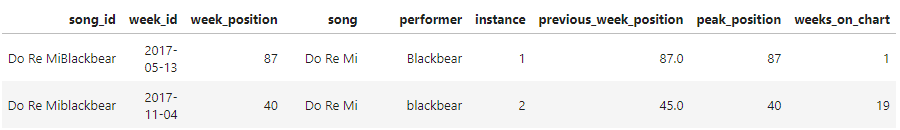 song_id week_id week_position song performer instance previous_week_position peak_position weeks_on_chart
Do Re MiBlackbear 2017-05-13 87 Do Re Mi Blackbear 1 87.0 87 1
Do Re Miblackbear 2017-11-04 40 Do Re Mi blackbear 2 45.0 40 19